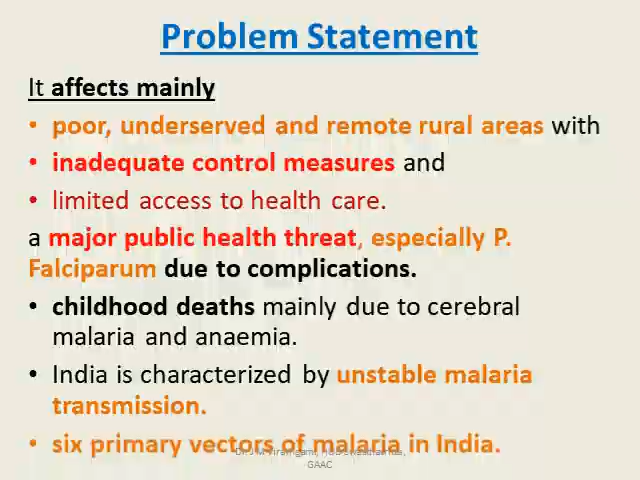 Problem Statement
It affects mainly
• poor, underserved and remote rural areas with
• inadequate control measures and
• limited access to health care.
a major public health threat, especially P.
Falciparum due to complications.
• childhood deaths mainly due to cerebral
malaria and anaemia.
• India is characterized by unstable malaria
transmission.
• six primary vectors of malaria in India.
GAAC